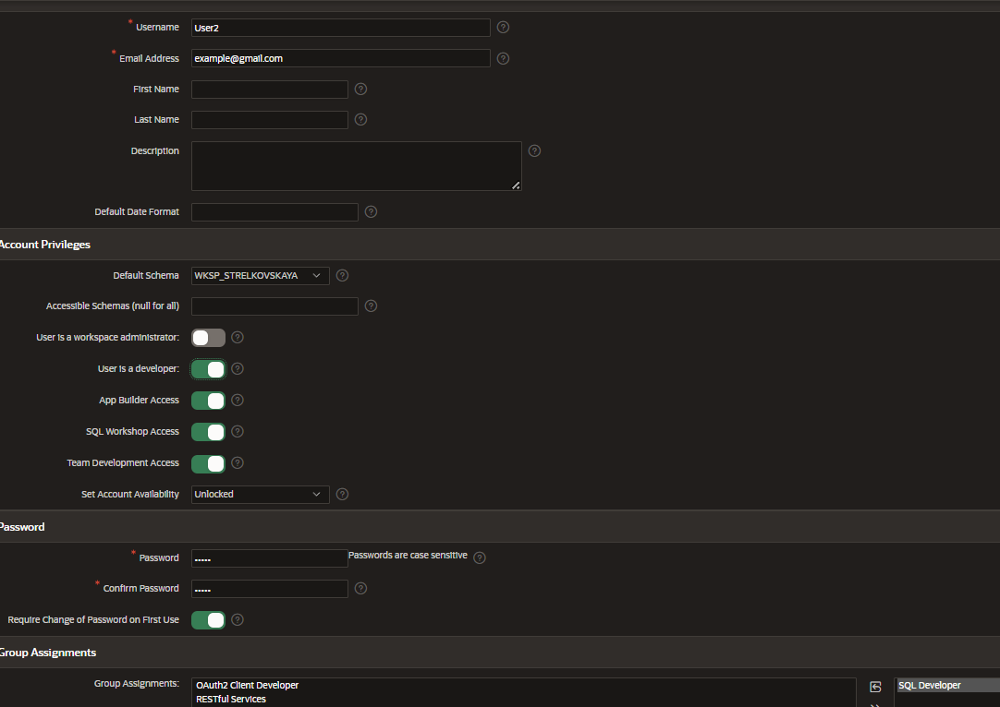 * Username User2
* Email Address example@gmail.com
First Name
Last Name
Description
Default Date Format
Account Privileges
Default Schema WKSP_STRELKOVSKAYA
Accessible Schemas (null for all)
User is a workspace administrator:
User is a developer:
App Builder Access
SQL Workshop Access
Team Development Access
Set Account Availability Unlocked
Password
* Password ••••• Passwords are case sensitive
* Confirm Password •••••
Require Change of Password on First Use
Group Assignments
Group Assignments: OAuth2 Client Developer SQL Developer
RESTful Services